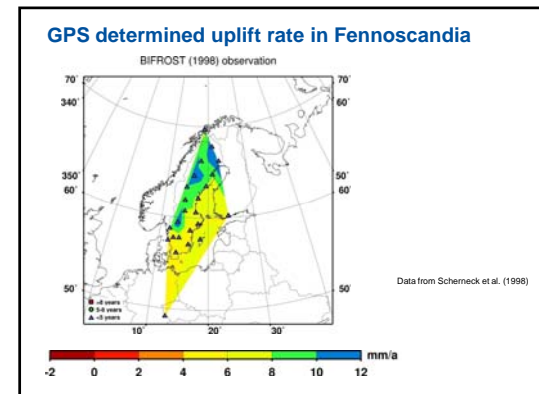 GPS determined uplift rate in Fennoscandia
BIFROST (1998) observation
70˚ 70˚
340˚ 60˚
350˚ 50˚
60˚ 60˚
50˚ 50˚
>8 years
5-8 years
<5 years
10˚ 20˚ 30˚
Data from Scherneck et al. (1998)
mm/a
-2 0 2 4 6 8 10 12